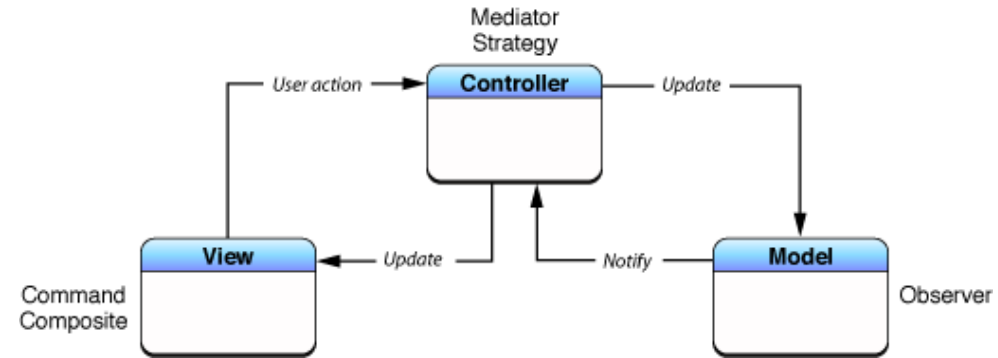 Mediator
Strategy
User action
Controller
Update
View
Update
Notify
Model
Command
Composite
Observer